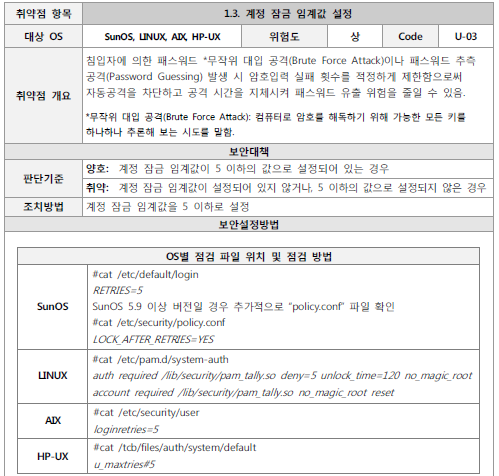 취약점 항목 1.3. 계정 잠금 임계값 설정
대상 OS SunOS, LINUX, AIX, HP-UX 위험도 상 Code U-03
취약점 개요
침입자에 의한 패스워드 *무작위 대입 공격(Brute Force Attack)이나 패스워드 추측
공격(Password Guessing) 발생 시 암호입력 실패 횟수를 적정하게 제한함으로써
자동공격을 차단하고 공격 시간을 지체시켜 패스워드 유출 위험을 줄일 수 있음.
*무작위 대입 공격(Brute Force Attack): 컴퓨터로 암호를 해독하기 위해 가능한 모든 키를
하나하나 추론해 보는 시도를 말함.
보안대책
판단기준
양호: 계정 잠금 임계값이 5 이하의 값으로 설정되어 있는 경우
취약: 계정 잠금 임계값이 설정되어 있지 않거나, 5 이하의 값으로 설정되지 않은 경우
조치방법 계정 잠금 임계값을 5 이하로 설정
보안설정방법
OS별 점검 파일 위치 및 점검 방법
SunOS
#cat /etc/default/login
RETRIES=5
SunOS 5.9 이상 버전일 경우 추가적으로 "policy.conf" 파일 확인
#cat /etc/security/policy.conf
LOCK_AFTER_RETRIES=YES
LINUX
#cat /etc/pam.d/system-auth
auth required /lib/security/pam_tally.so deny=5 unlock_time=120 no_magic_root
account required /lib/security/pam_tally.so no_magic_root reset
AIX
#cat /etc/security/user
loginretries=5
HP-UX
#cat /tcb/files/auth/system/default
u_maxtries#5